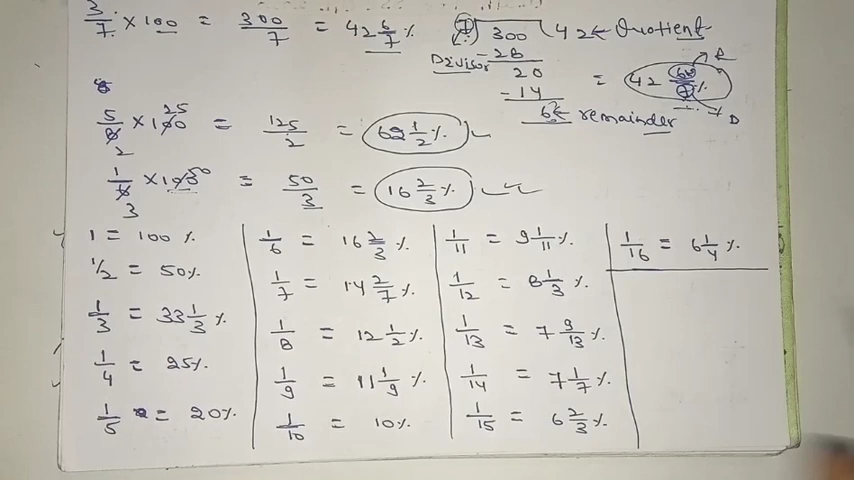 3/7 × 100 = 300/7 = 42 6/7 %
7 ) 300 ( 42 ← Quotient
Devisor
- 28
20
- 14
6 ← remainder
= 42 6/7 %
R
D
5/8 × 100 = 125/2 = 62 1/2 %
25
2
1/6 × 100 = 50/3 = 16 2/3 %
50
3
1 = 100 %
1/2 = 50%
1/3 = 33 1/3 %
1/4 = 25%
1/5 = 20%
1/6 = 16 2/3 %
1/7 = 14 2/7 %
1/8 = 12 1/2 %
1/9 = 11 1/9 %
1/10 = 10%
1/11 = 9 1/11 %
1/12 = 8 1/3 %
1/13 = 7 9/13 %
1/14 = 7 1/7 %
1/15 = 6 2/3 %
1/16 = 6 1/4 %